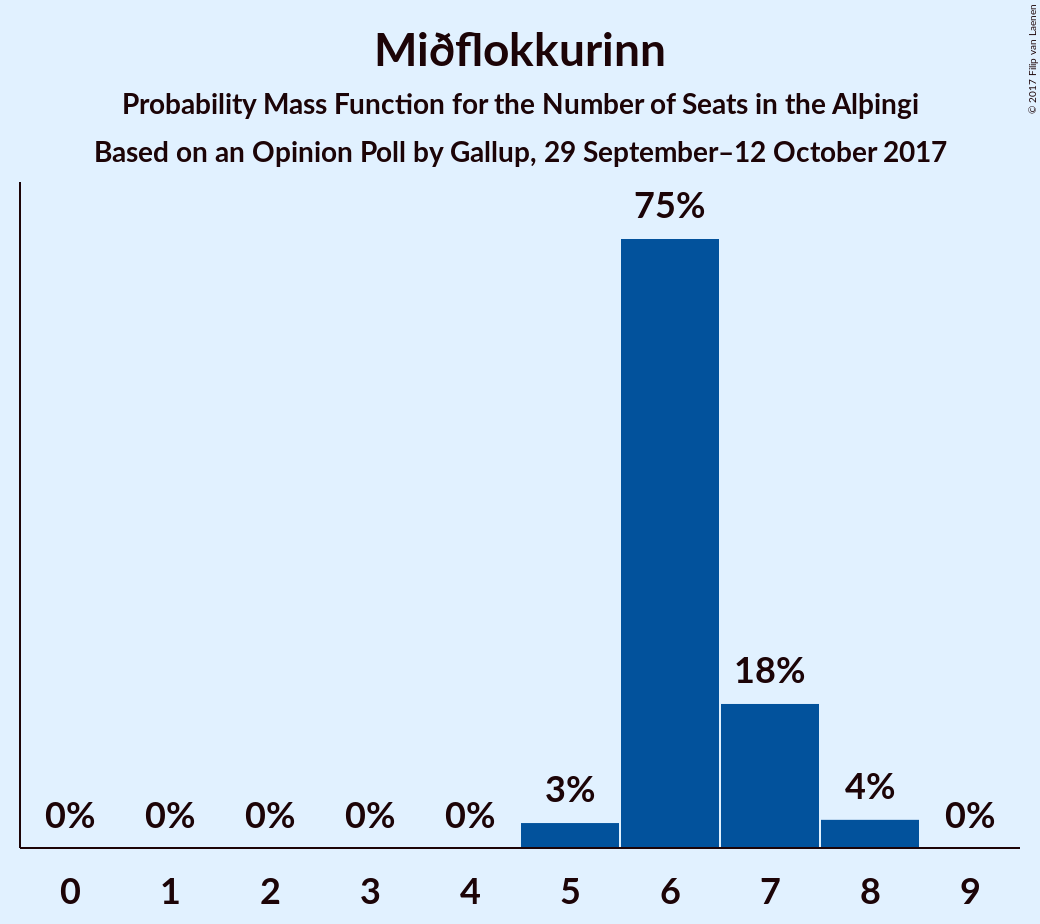 Miðflokkurinn
Probability Mass Function for the Number of Seats in the Alþingi
Based on an Opinion Poll by Gallup, 29 September–12 October 2017
© 2017 Filip van Laenen
75%
18%
3%
4%
0% 0% 0% 0% 0% 0%
0 1 2 3 4 5 6 7 8 9